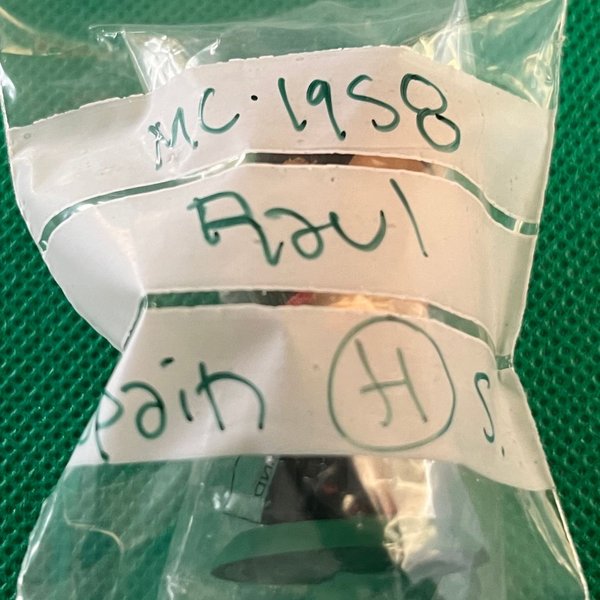 MC.1958
Raul
pain H S.